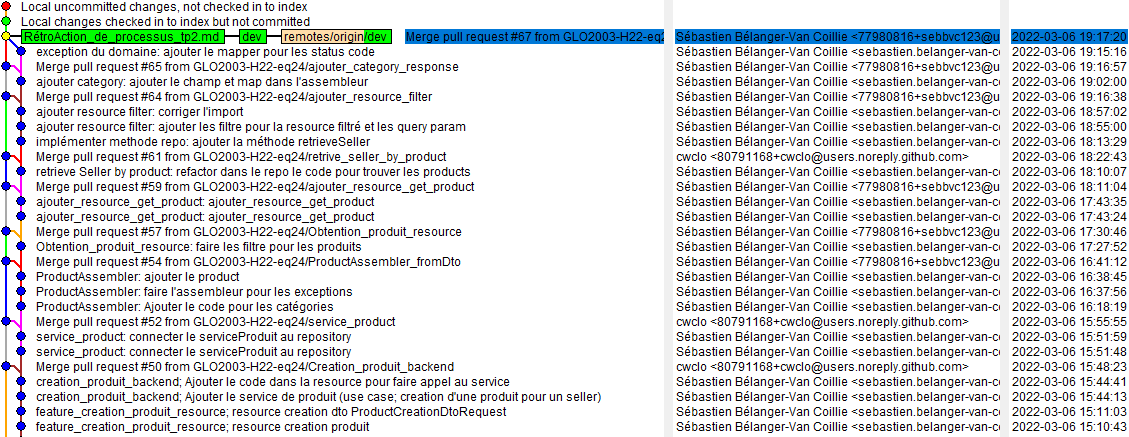 Local uncommitted changes, not checked in to index
Local changes checked in to index but not committed
RétroAction_de_processus_tp2.md dev remotes/origin/dev Merge pull request #67 from GLO2003-H22-eq2 Sébastien Bélanger-Van Coillie <77980816+sebbvc123@u 2022-03-06 19:17:20
exception du domaine: ajouter le mapper pour les status code Sébastien Bélanger-Van Coillie <sebastien.belanger-van-c 2022-03-06 19:15:16
Merge pull request #65 from GLO2003-H22-eq24/ajouter_category_response Sébastien Bélanger-Van Coillie <77980816+sebbvc123@u 2022-03-06 19:16:57
ajouter category: ajouter le champ et map dans l'assembleur Sébastien Bélanger-Van Coillie <sebastien.belanger-van-c 2022-03-06 19:02:00
Merge pull request #64 from GLO2003-H22-eq24/ajouter_resource_filter Sébastien Bélanger-Van Coillie <77980816+sebbvc123@u 2022-03-06 19:16:38
ajouter resource filter: corriger l'import Sébastien Bélanger-Van Coillie <sebastien.belanger-van-c 2022-03-06 18:57:02
ajouter resource filter: ajouter les filtre pour la resource filtré et les query param Sébastien Bélanger-Van Coillie <sebastien.belanger-van-c 2022-03-06 18:55:00
implémenter methode repo: ajouter la méthode retrieveSeller Sébastien Bélanger-Van Coillie <sebastien.belanger-van-c 2022-03-06 18:13:29
Merge pull request #61 from GLO2003-H22-eq24/retrive_seller_by_product cwclo <80791168+cwclo@users.noreply.github.com> 2022-03-06 18:22:43
retrieve Seller by product: refactor dans le repo le code pour trouver les products Sébastien Bélanger-Van Coillie <sebastien.belanger-van-c 2022-03-06 18:10:07
Merge pull request #59 from GLO2003-H22-eq24/ajouter_resource_get_product Sébastien Bélanger-Van Coillie <77980816+sebbvc123@u 2022-03-06 18:11:04
ajouter_resource_get_product: ajouter_resource_get_product Sébastien Bélanger-Van Coillie <sebastien.belanger-van-c 2022-03-06 17:43:35
ajouter_resource_get_product: ajouter_resource_get_product Sébastien Bélanger-Van Coillie <sebastien.belanger-van-c 2022-03-06 17:43:24
Merge pull request #57 from GLO2003-H22-eq24/Obtention_produit_resource Sébastien Bélanger-Van Coillie <77980816+sebbvc123@u 2022-03-06 17:30:46
Obtention_produit_resource: faire les filtre pour les produits Sébastien Bélanger-Van Coillie <sebastien.belanger-van-c 2022-03-06 17:27:52
Merge pull request #54 from GLO2003-H22-eq24/ProductAssembler_fromDto Sébastien Bélanger-Van Coillie <77980816+sebbvc123@u 2022-03-06 16:41:12
ProductAssembler: ajouter le product Sébastien Bélanger-Van Coillie <sebastien.belanger-van-c 2022-03-06 16:38:45
ProductAssembler: faire l'assembleur pour les exceptions Sébastien Bélanger-Van Coillie <sebastien.belanger-van-c 2022-03-06 16:37:56
ProductAssembler: Ajouter le code pour les catégories Sébastien Bélanger-Van Coillie <sebastien.belanger-van-c 2022-03-06 16:18:19
Merge pull request #52 from GLO2003-H22-eq24/service_product cwclo <80791168+cwclo@users.noreply.github.com> 2022-03-06 15:55:55
service_product: connecter le serviceProduit au repository Sébastien Bélanger-Van Coillie <sebastien.belanger-van-c 2022-03-06 15:51:59
service_product: connecter le serviceProduit au repository Sébastien Bélanger-Van Coillie <sebastien.belanger-van-c 2022-03-06 15:51:48
Merge pull request #50 from GLO2003-H22-eq24/Creation_produit_backend cwclo <80791168+cwclo@users.noreply.github.com> 2022-03-06 15:48:23
creation_produit_backend; Ajouter le code dans la resource pour faire appel au service Sébastien Bélanger-Van Coillie <sebastien.belanger-van-c 2022-03-06 15:44:41
creation_produit_backend; Ajouter le service de produit (use case; creation d'une produit pour un seller) Sébastien Bélanger-Van Coillie <sebastien.belanger-van-c 2022-03-06 15:44:13
feature_creation_produit_resource; resource creation dto ProductCreationDtoRequest Sébastien Bélanger-Van Coillie <sebastien.belanger-van-c 2022-03-06 15:11:03
feature_creation_produit_resource; resource creation produit Sébastien Bélanger-Van Coillie <sebastien.belanger-van-c 2022-03-06 15:10:43